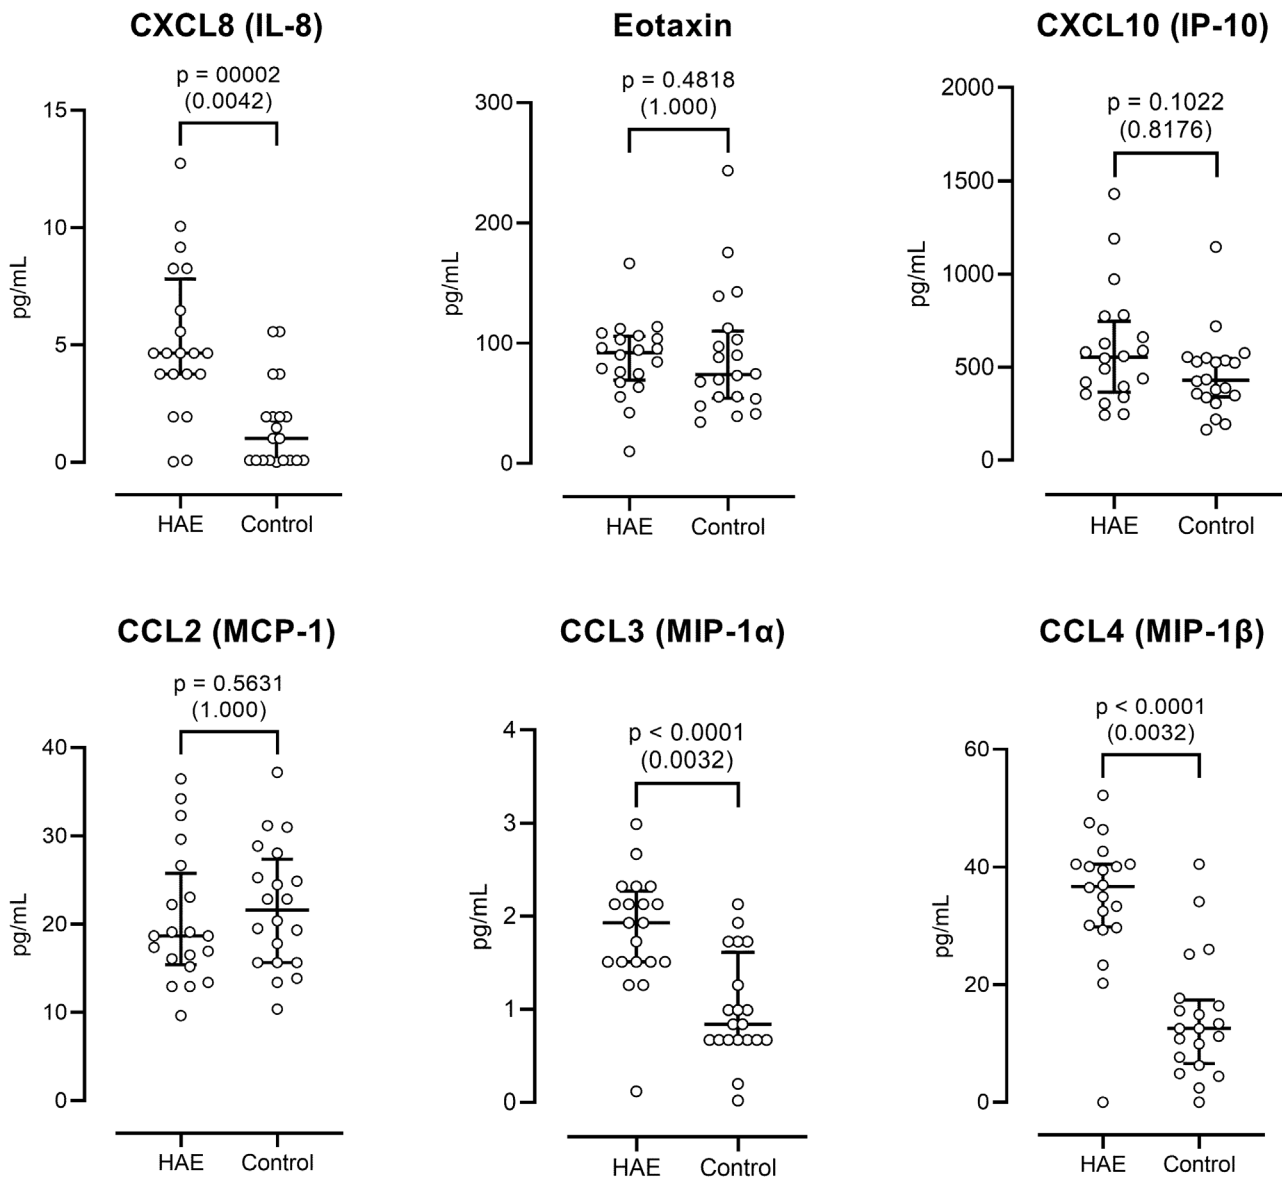 CXCL8 (IL-8)
p = 00002
(0.0042)
15
10
5
0
pg/mL
HAE Control
Eotaxin
p = 0.4818
(1.000)
300
200
100
0
pg/mL
HAE Control
CXCL10 (IP-10)
p = 0.1022
(0.8176)
2000
1500
1000
500
0
pg/mL
HAE Control
CCL2 (MCP-1)
p = 0.5631
(1.000)
40
30
20
10
0
pg/mL
HAE Control
CCL3 (MIP-1α)
p < 0.0001
(0.0032)
4
3
2
1
0
pg/mL
HAE Control
CCL4 (MIP-1β)
p < 0.0001
(0.0032)
60
40
20
0
pg/mL
HAE Control